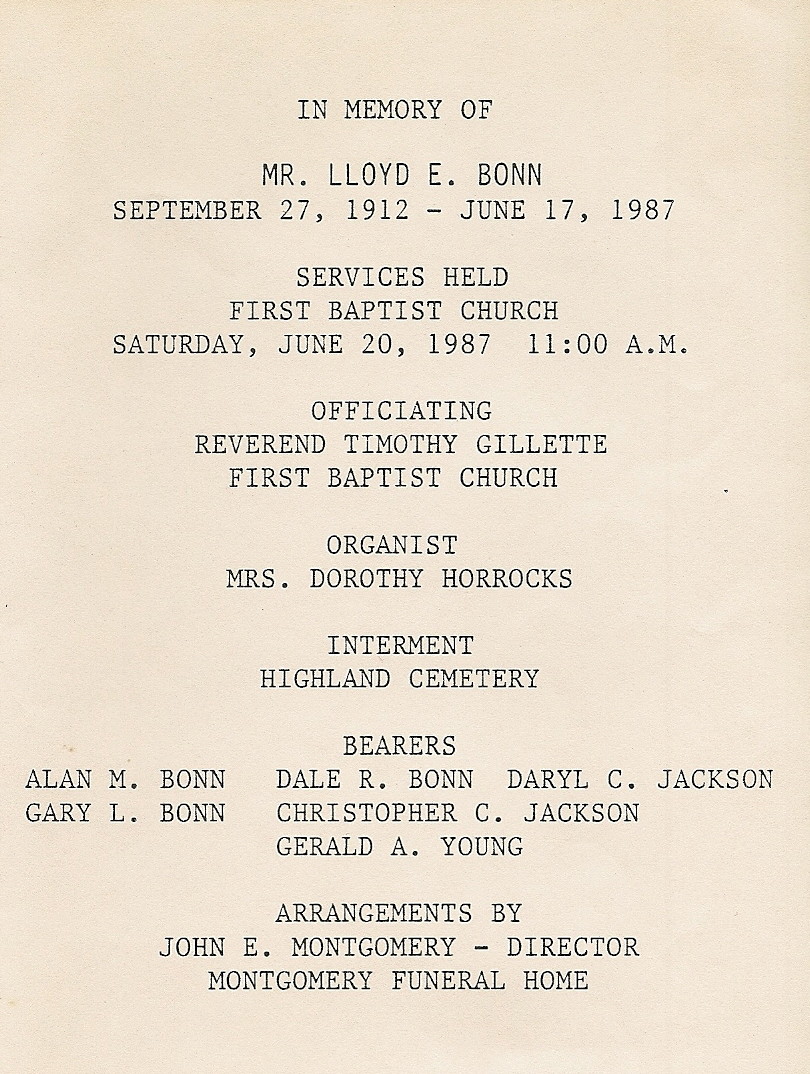 IN MEMORY OF
MR. LLOYD E. BONN
SEPTEMBER 27, 1912 - JUNE 17, 1987
SERVICES HELD
FIRST BAPTIST CHURCH
SATURDAY, JUNE 20, 1987 11:00 A.M.
OFFICIATING
REVEREND TIMOTHY GILLETTE
FIRST BAPTIST CHURCH
ORGANIST
MRS. DOROTHY HORROCKS
INTERMENT
HIGHLAND CEMETERY
BEARERS
ALAN M. BONN DALE R. BONN DARYL C. JACKSON
GARY L. BONN CHRISTOPHER C. JACKSON
GERALD A. YOUNG
ARRANGEMENTS BY
JOHN E. MONTGOMERY - DIRECTOR
MONTGOMERY FUNERAL HOME